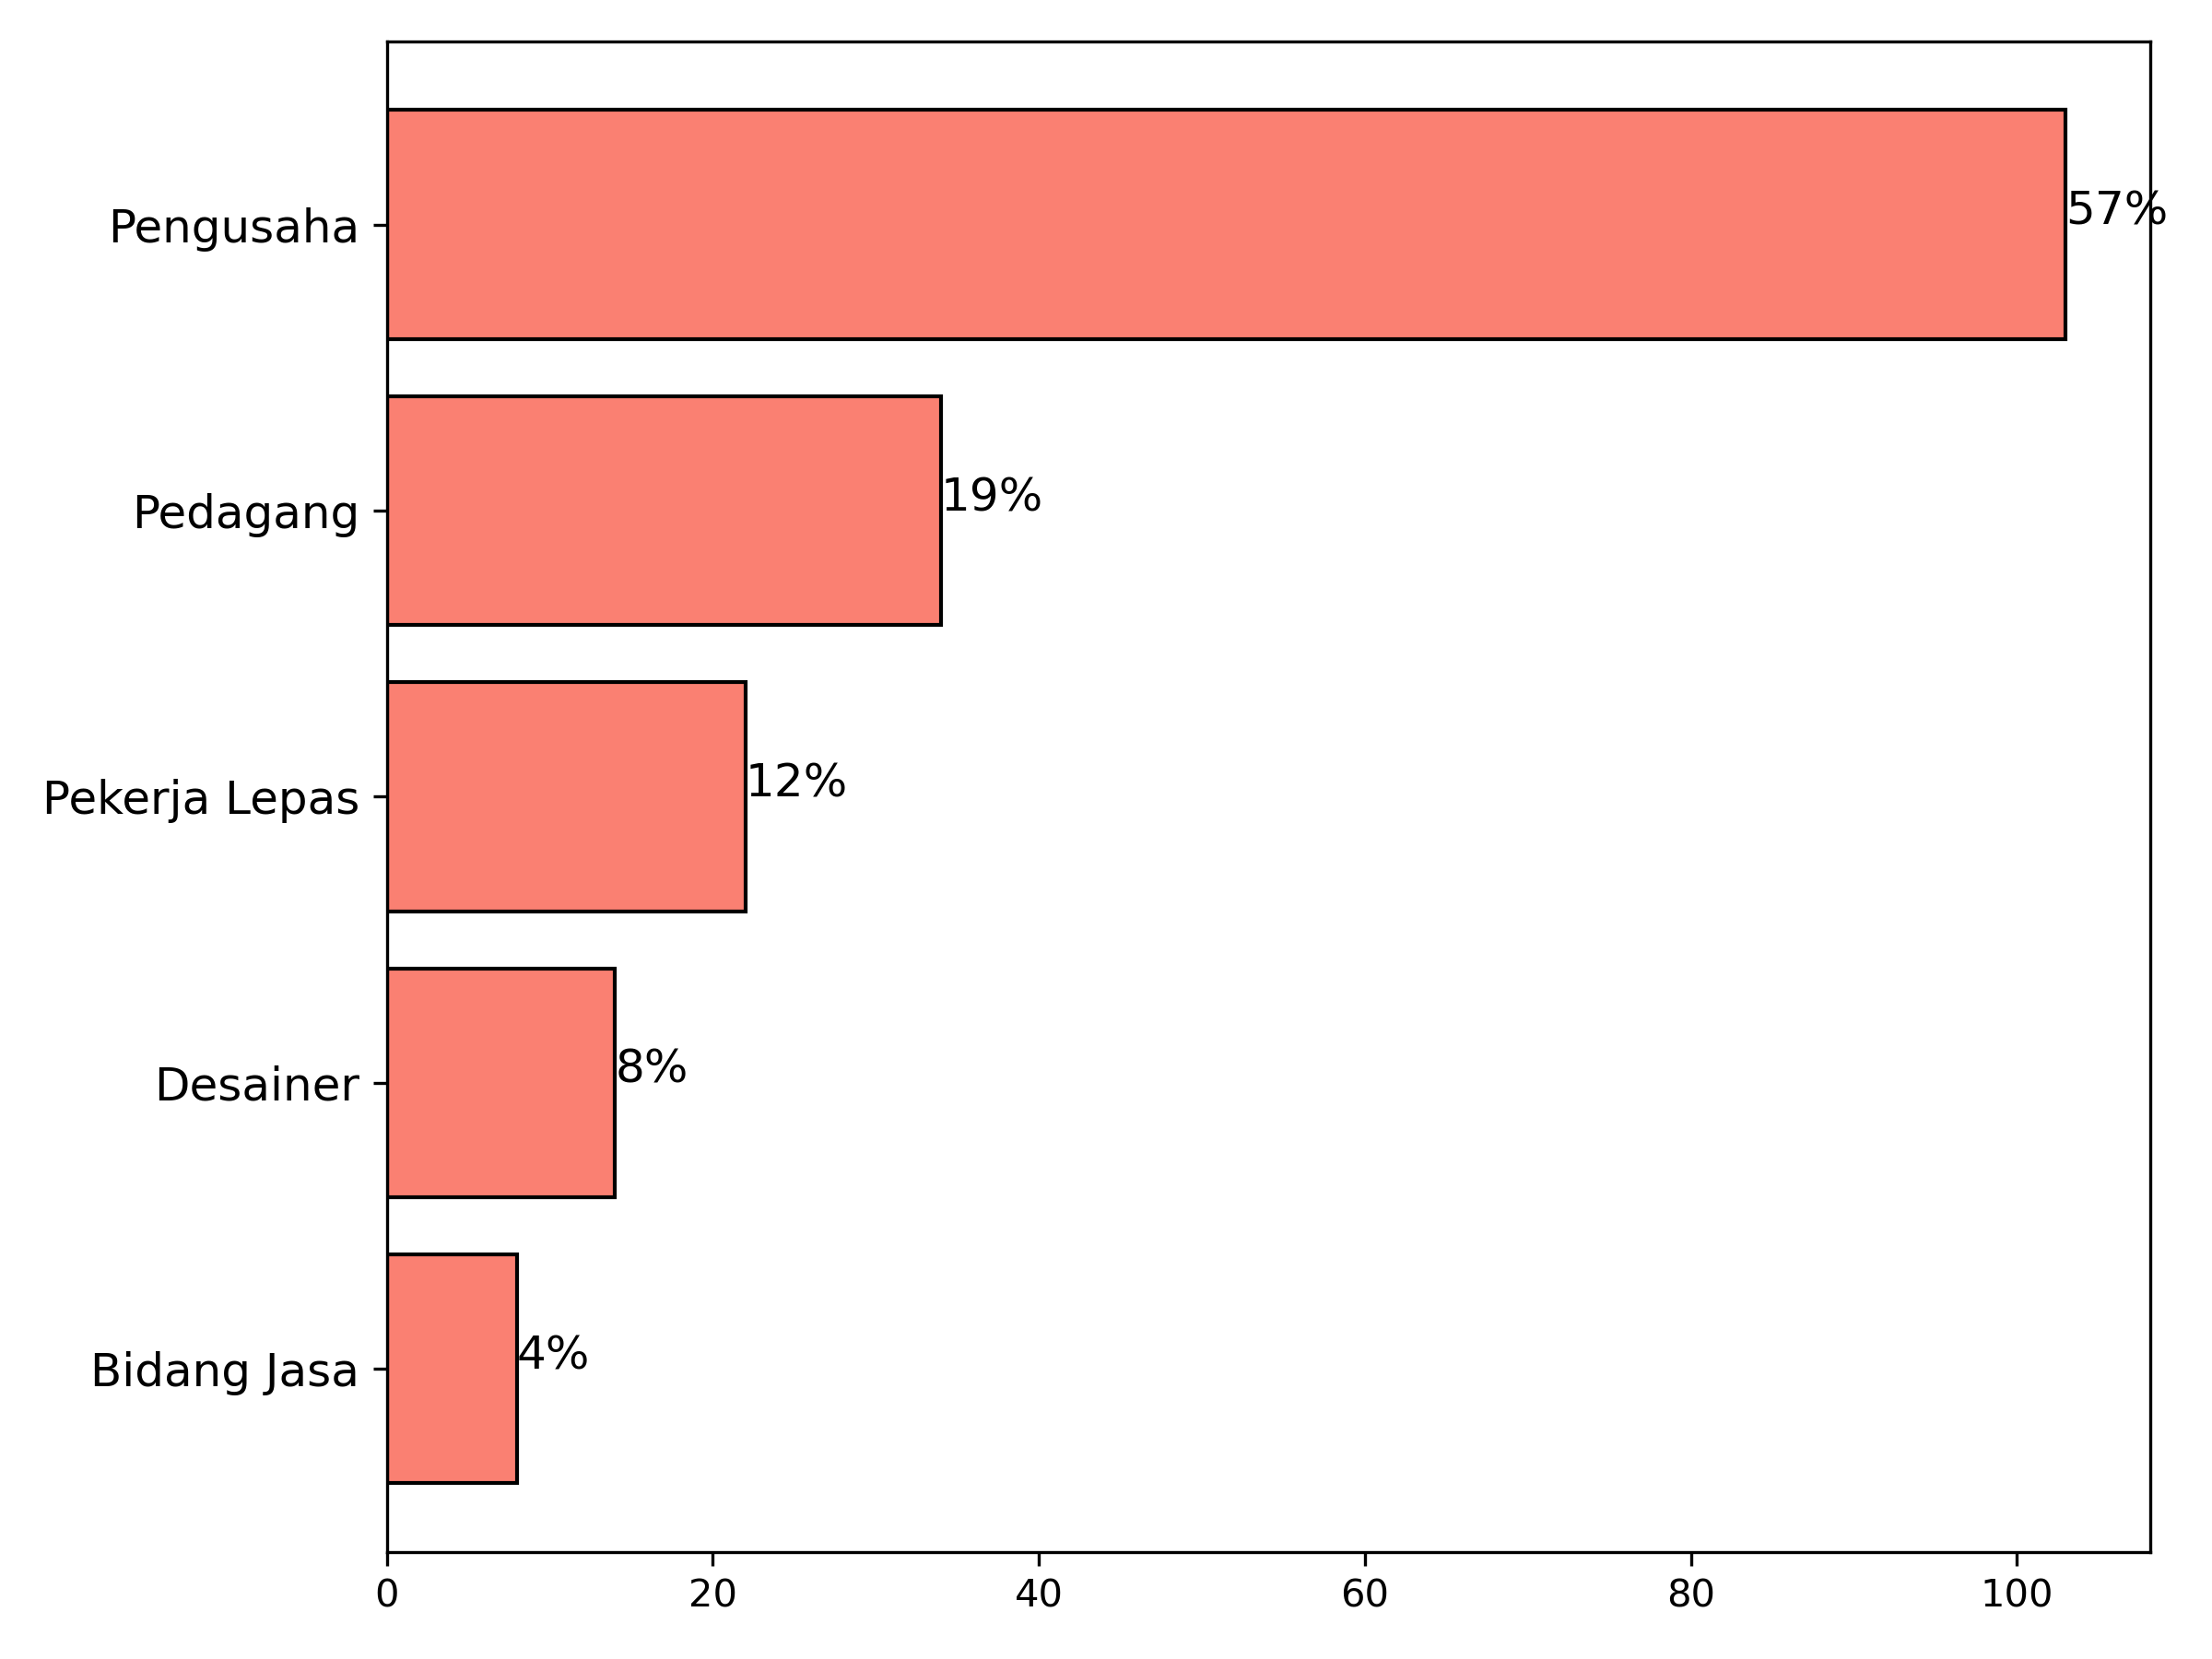 Pengusaha
57%
Pedagang
19%
Pekerja Lepas
12%
Desainer
8%
Bidang Jasa
4%
0 20 40 60 80 100